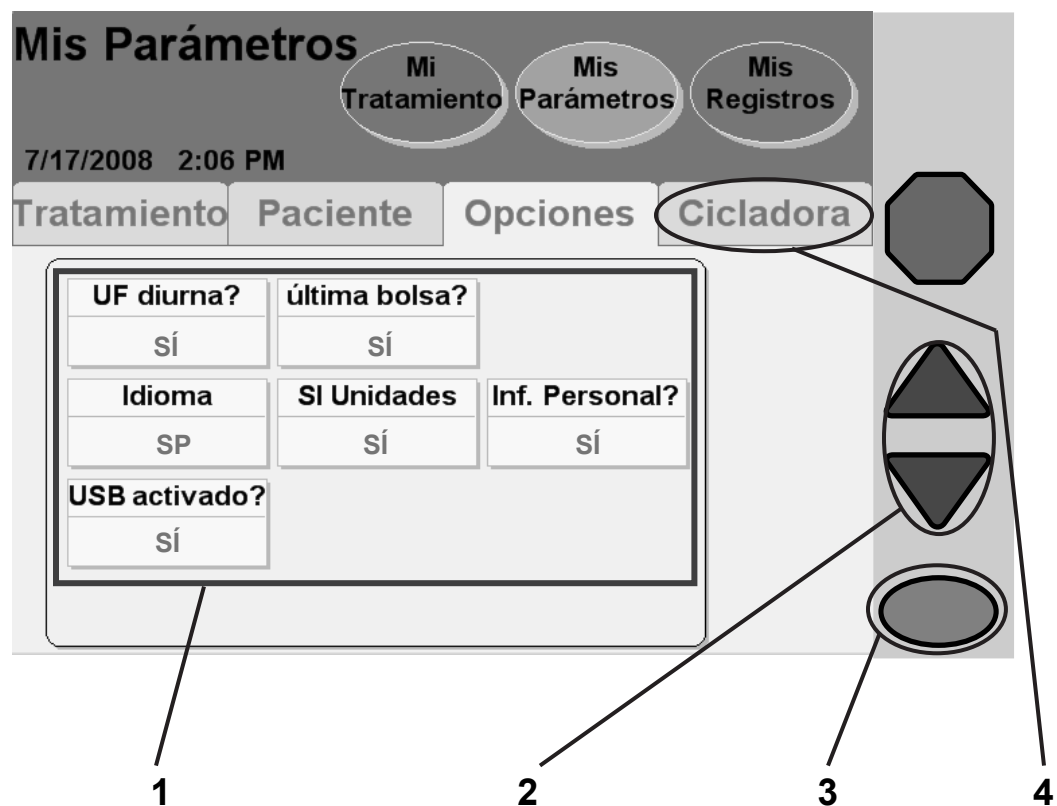 Mis Parámetros
Mi
Tratamiento
Mis
Parámetros
Mis
Registros
7/17/2008 2:06 PM
Tratamiento Paciente Opciones Cicladora
UF diurna? última bolsa?
SÍ SÍ
Idioma SI Unidades Inf. Personal?
SP SÍ SÍ
USB activado?
SÍ
1 2 3 4